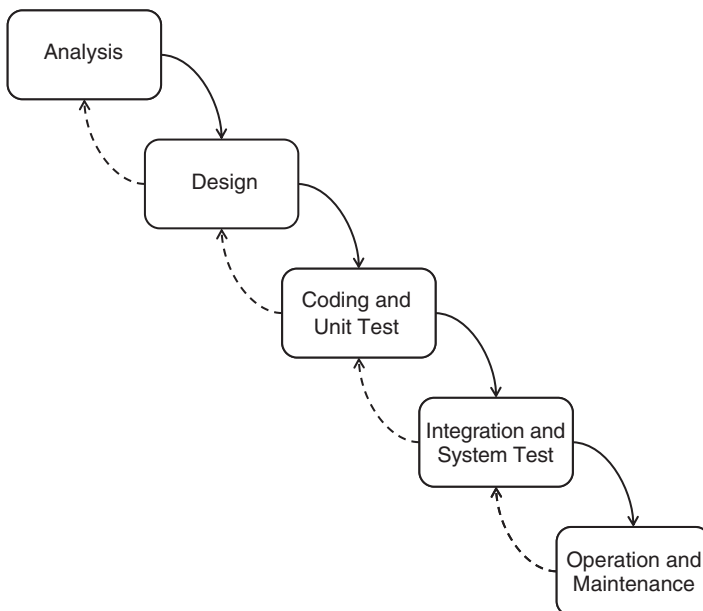 Analysis
Design
Coding and
Unit Test
Integration and
System Test
Operation and
Maintenance